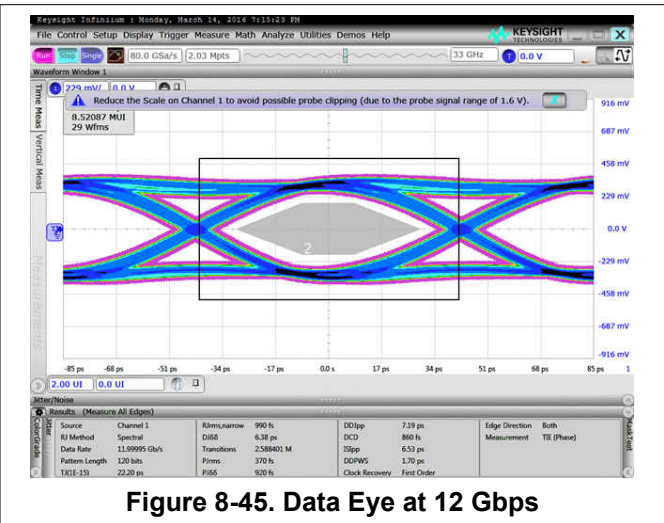 Keysight Infiniium : Monday, March 14, 2016 7:15:23 PM
File Control Setup Display Trigger Measure Math Analyze Utilities Demos Help
KEYSIGHT TECHNOLOGIES
Run Stop Single 80.0 GSa/s 2.03 Mpts 33 GHz T 0.0 V
Waveform Window 1
1 229 mV/ 0.0 V
Reduce the Scale on Channel 1 to avoid possible probe clipping (due to the probe signal range of 1.6 V).
8.52087 MUI
29 Wfms
Time Meas
Vertical Meas
Measurements
916 mV
687 mV
458 mV
229 mV
0.0 V
-229 mV
-458 mV
-687 mV
-916 mV
2
-85 ps -68 ps -51 ps -34 ps -17 ps 0.0 s 17 ps 34 ps 51 ps 68 ps 85 ps 1
2.00 UI 0.0 UI
Jitter/Noise
Results (Measure All Edges)
ColorGrade
Jitter
MaskTest
Source Channel 1 RJrms,narrow 990 fs DDJpp 7.19 ps Edge Direction Both
RJ Method Spectral DJδδ 6.38 ps DCD 860 fs Measurement TIE (Phase)
Data Rate 11.99995 Gb/s Transitions 2.588401 M ISIpp 6.53 ps
Pattern Length 120 bits PJrms 370 fs DDPWS 1.70 ps
TJ(1E-15) 22.20 ps PJδδ 920 fs Clock Recovery First Order
Figure 8-45. Data Eye at 12 Gbps